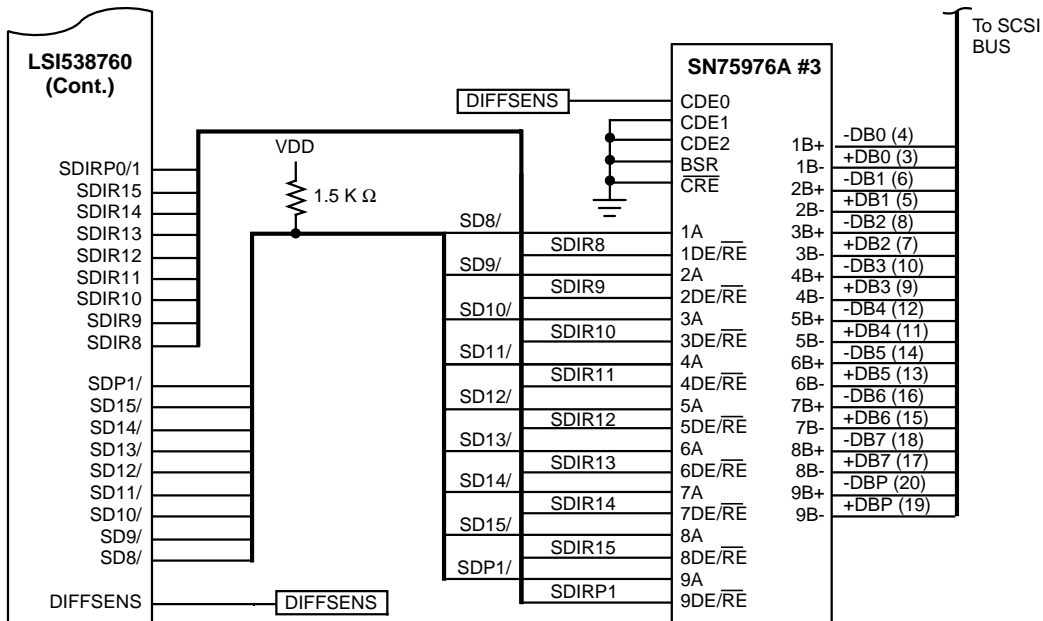 To SCSI
BUS
LSI538760
(Cont.)
SDIRP0/1
SDIR15
SDIR14
SDIR13
SDIR12
SDIR11
SDIR10
SDIR9
SDIR8
SDP1/
SD15/
SD14/
SD13/
SD12/
SD11/
SD10/
SD9/
SD8/
DIFFSENS
DIFFSENS
VDD
1.5 K Ω
DIFFSENS
SD8/
SDIR8
SD9/
SDIR9
SD10/
SDIR10
SD11/
SDIR11
SD12/
SDIR12
SD13/
SDIR13
SD14/
SDIR14
SD15/
SDIR15
SDP1/
SDIRP1
SN75976A #3
CDE0
CDE1
CDE2
BSR
CRE
1A
1DE/RE
2A
2DE/RE
3A
3DE/RE
4A
4DE/RE
5A
5DE/RE
6A
6DE/RE
7A
7DE/RE
8A
8DE/RE
9A
9DE/RE
1B+
1B-
2B+
2B-
3B+
3B-
4B+
4B-
5B+
5B-
6B+
6B-
7B+
7B-
8B+
8B-
9B+
9B-
-DB0 (4)
+DB0 (3)
-DB1 (6)
+DB1 (5)
-DB2 (8)
+DB2 (7)
-DB3 (10)
+DB3 (9)
-DB4 (12)
+DB4 (11)
-DB5 (14)
+DB5 (13)
-DB6 (16)
+DB6 (15)
-DB7 (18)
+DB7 (17)
-DBP (20)
+DBP (19)